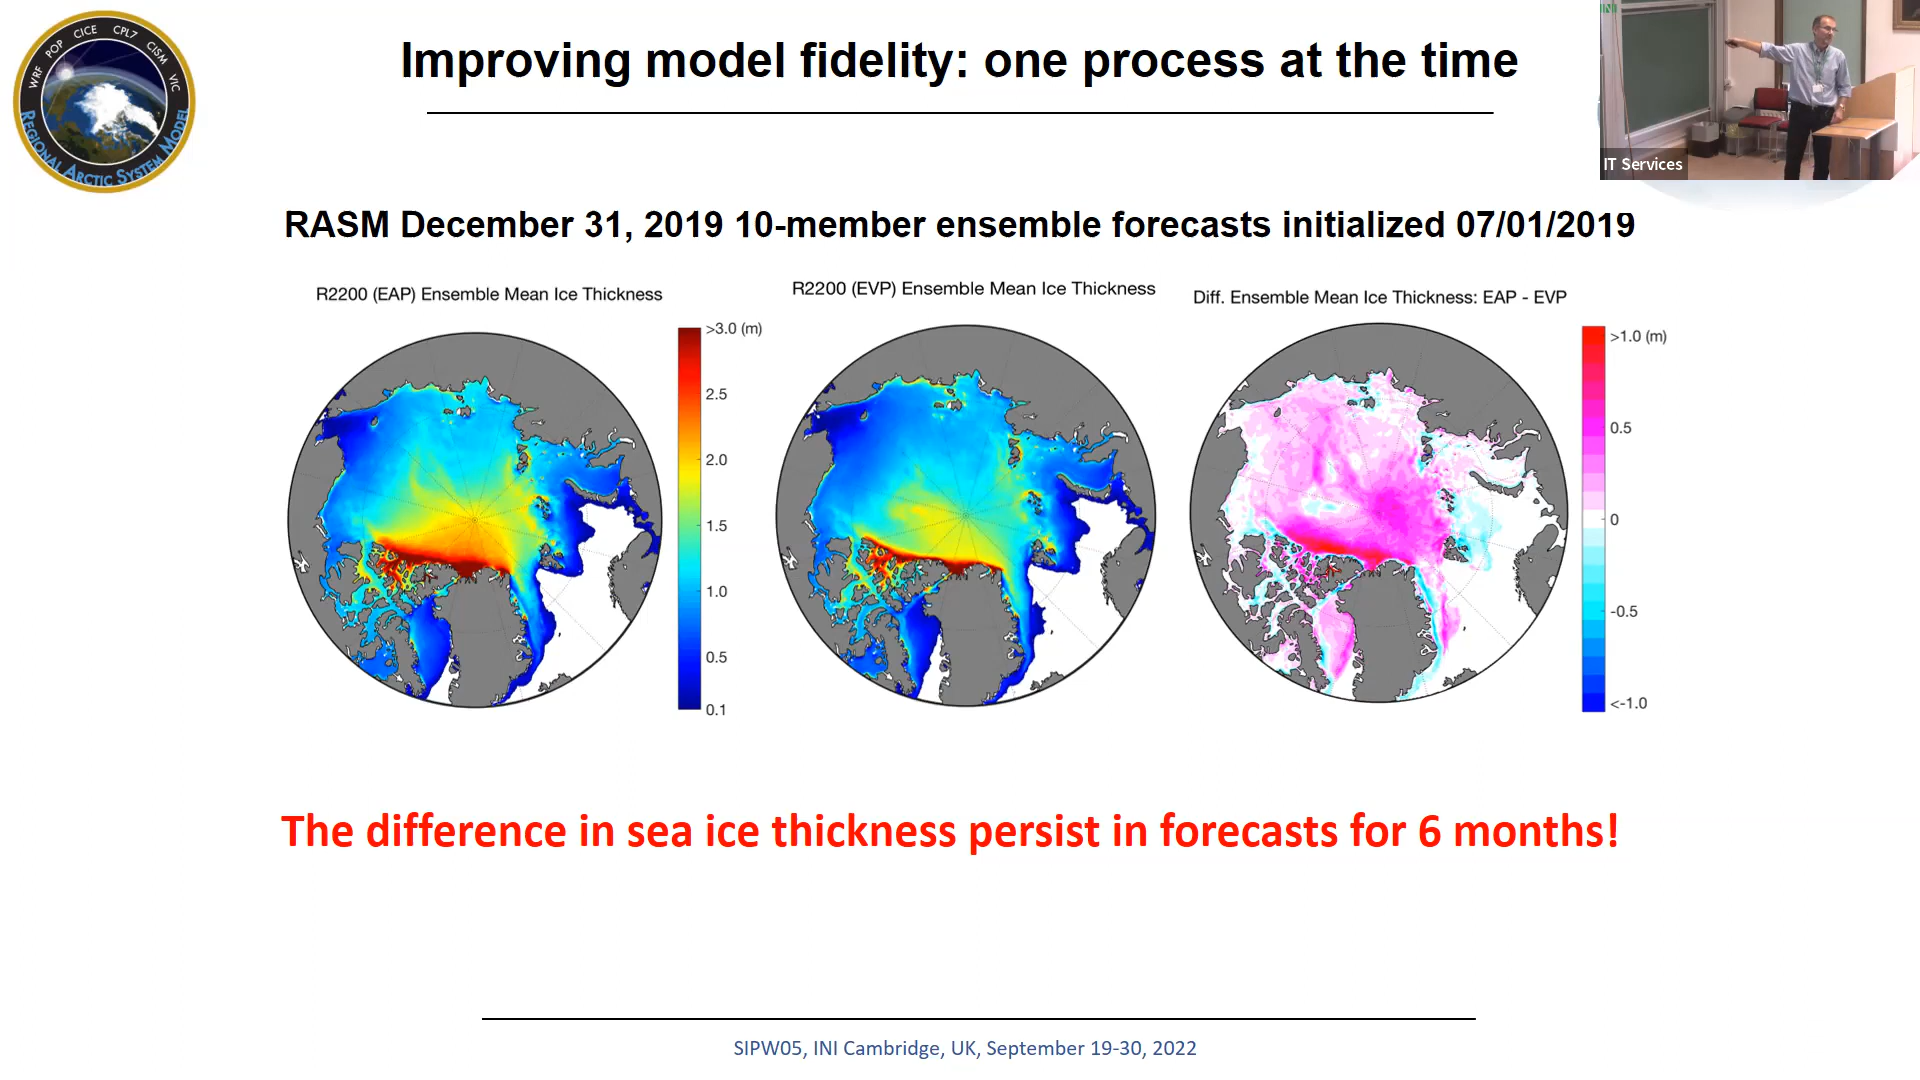 WRF POP CICE CPL7 CISM VIC
REGIONAL ARCTIC SYSTEM MODEL
Improving model fidelity: one process at the time
INI
IT Services
RASM December 31, 2019 10-member ensemble forecasts initialized 07/01/2019
R2200 (EAP) Ensemble Mean Ice Thickness
>3.0 (m)
2.5
2.0
1.5
1.0
0.5
0.1
R2200 (EVP) Ensemble Mean Ice Thickness
Diff. Ensemble Mean Ice Thickness: EAP - EVP
>1.0 (m)
0.5
0
-0.5
<-1.0
The difference in sea ice thickness persist in forecasts for 6 months!
SIPW05, INI Cambridge, UK, September 19-30, 2022